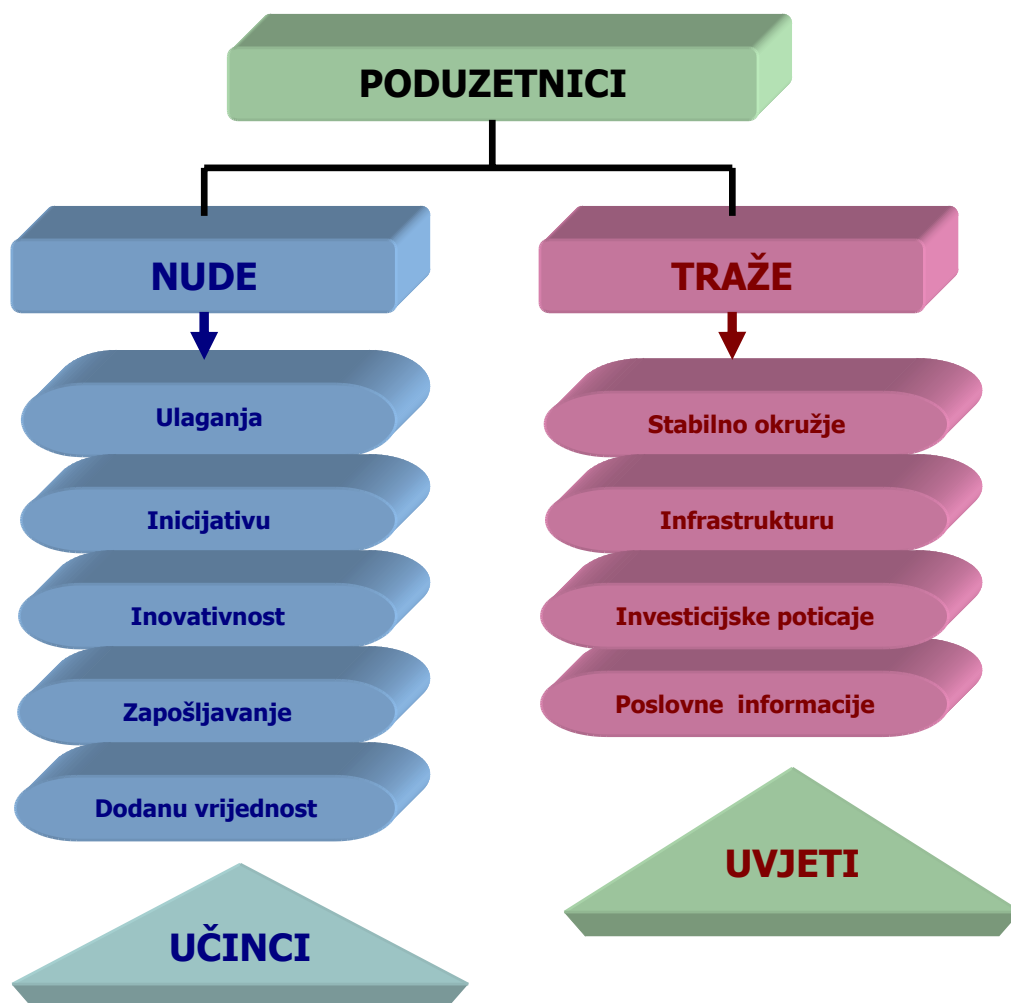 PODUZETNICI
NUDE
Ulaganja
Inicijativu
Inovativnost
Zapošljavanje
Dodanu vrijednost
UČINCI
TRAŽE
Stabilno okružje
Infrastrukturu
Investicijske poticaje
Poslovne informacije
UVJETI